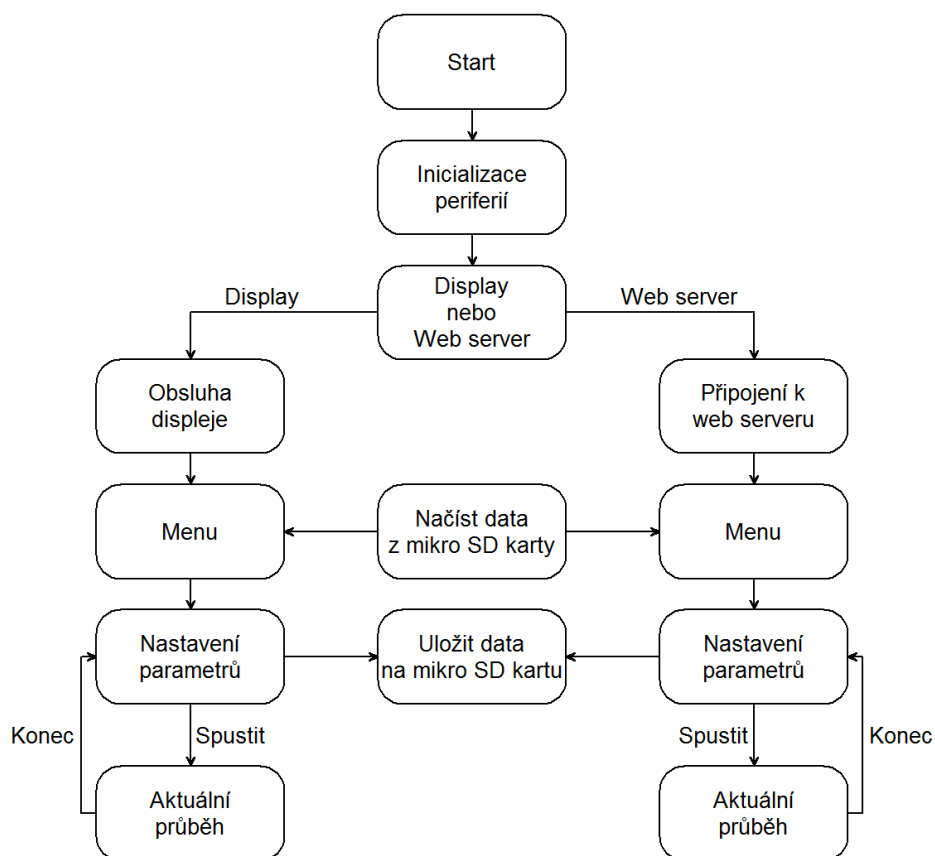 Start
Inicializace
periferií
Display
nebo
Web server
Display
Web server
Obsluha
displeje
Připojení k
web serveru
Menu
Načíst data
z mikro SD karty
Menu
Nastavení
parametrů
Uložit data
na mikro SD kartu
Nastavení
parametrů
Konec
Spustit
Spustit
Konec
Aktuální
průběh
Aktuální
průběh